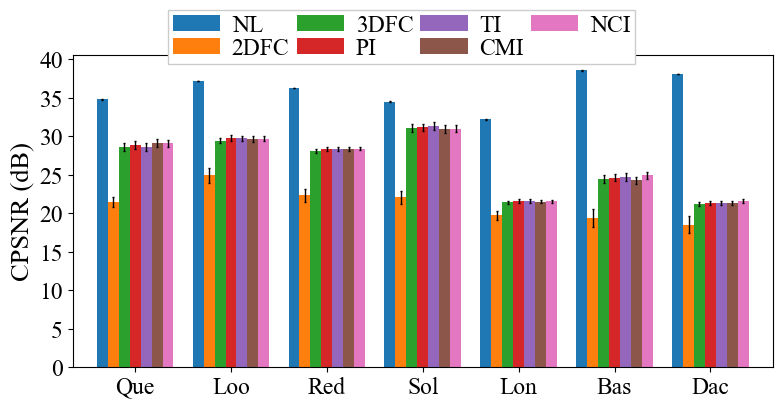 NL 3DFC TI NCI
2DFC PI CMI
CPSNR (dB)
40
35
30
25
20
15
10
5
0
Que Loo Red Sol Lon Bas Dac